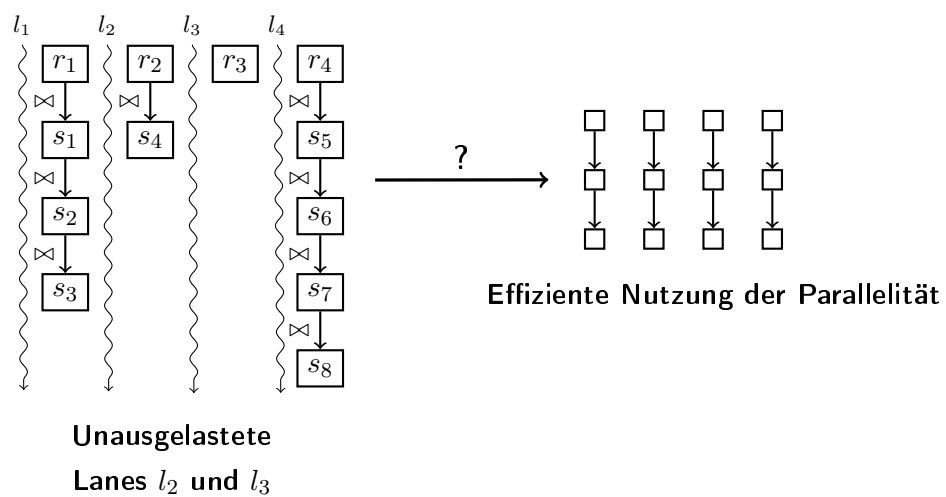 l₁ l₂ l₃ l₄
r₁ r₂ r₃ r₄
⋈ ⋈ ⋈
s₁ s₄ s₅
?
⋈ ⋈
s₂ s₆
⋈ ⋈
s₃ s₇
⋈
s₈
Effiziente Nutzung der Parallelität
Unausgelastete
Lanes l₂ und l₃